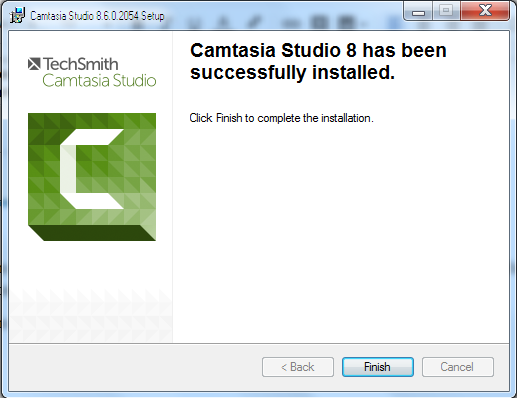 Camtasia Studio 8.6.0.2054 Setup
TechSmith
Camtasia Studio
Camtasia Studio 8 has been
successfully installed.
Click Finish to complete the installation.
< Back
Finish
Cancel